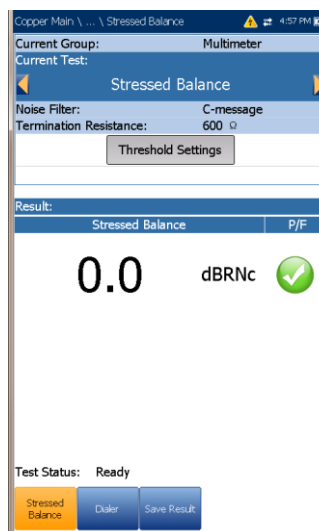 Copper Main \ ... \ Stressed Balance 4:57 PM
Current Group: Multimeter
Current Test:
Stressed Balance
Noise Filter: C-message
Termination Resistance: 600 Ω
Threshold Settings
Result:
Stressed Balance P/F
0.0 dBRNc
Test Status: Ready
Stressed Balance
Dialer
Save Result